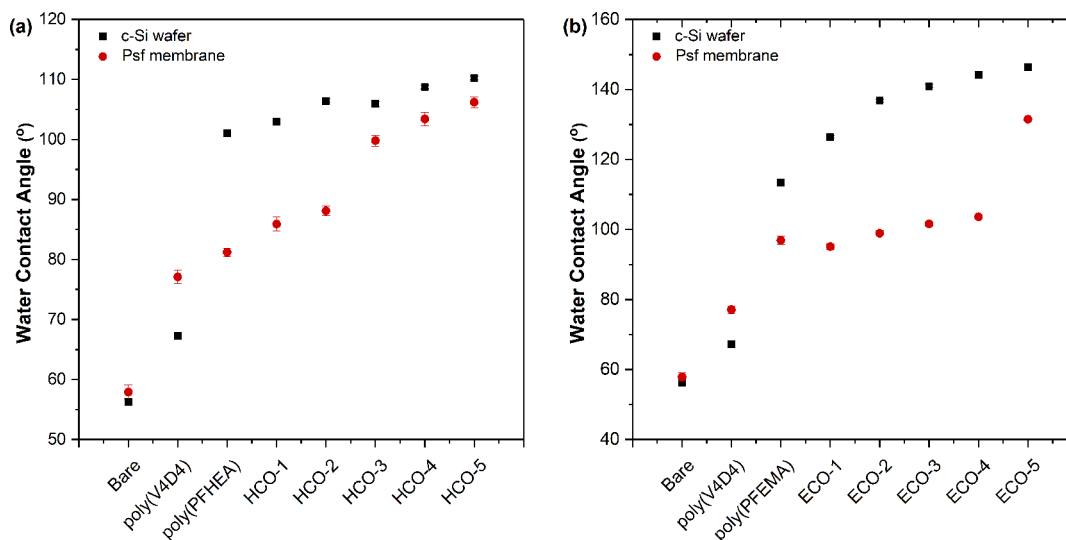 (a)
c-Si wafer
Psf membrane
Water Contact Angle (º)
120
110
100
90
80
70
60
50
Bare
poly(V4D4)
poly(PFHEA)
HCO-1
HCO-2
HCO-3
HCO-4
HCO-5
(b)
c-Si wafer
Psf membrane
Water Contact Angle (º)
160
140
120
100
80
60
40
Bare
poly(V4D4)
poly(PFEMA)
ECO-1
ECO-2
ECO-3
ECO-4
ECO-5